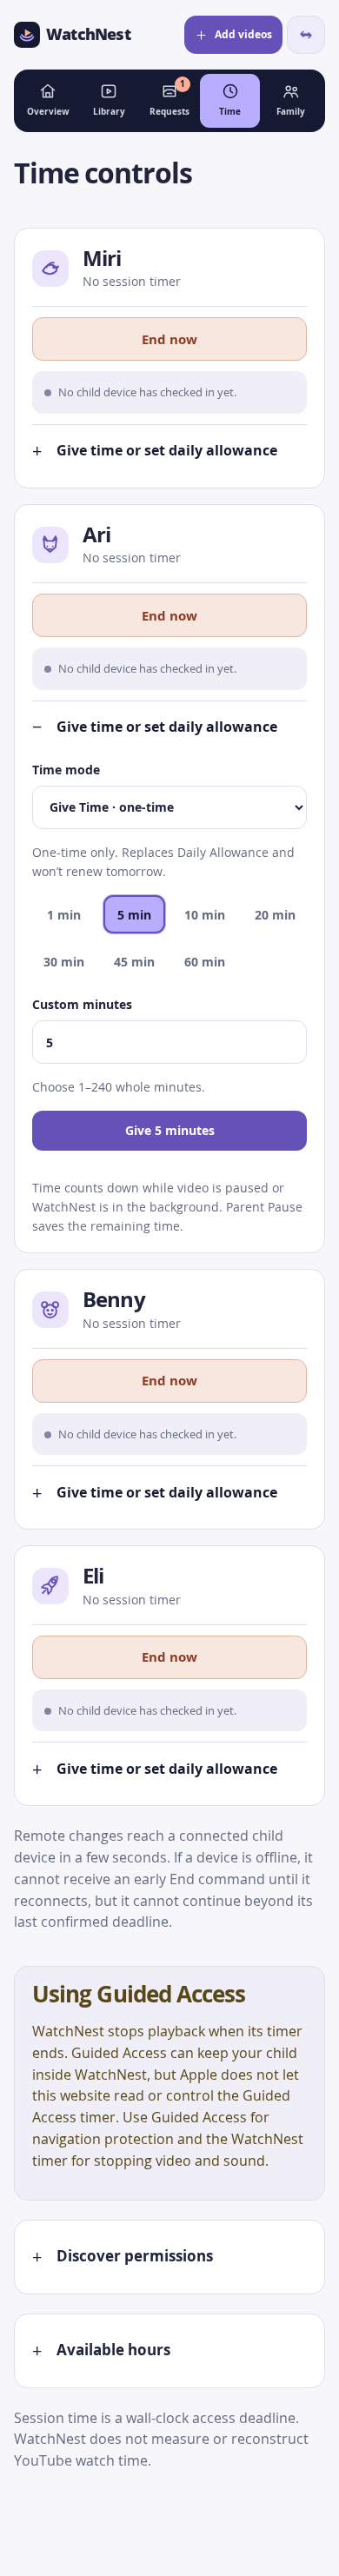 WatchNest
+ Add videos
Overview
Library
1
Requests
Time
Family
Time controls
Miri
No session timer
End now
No child device has checked in yet.
+ Give time or set daily allowance
Ari
No session timer
End now
No child device has checked in yet.
− Give time or set daily allowance
Time mode
Give Time · one-time
One-time only. Replaces Daily Allowance and
won’t renew tomorrow.
1 min 5 min 10 min 20 min
30 min 45 min 60 min
Custom minutes
5
Choose 1–240 whole minutes.
Give 5 minutes
Time counts down while video is paused or
WatchNest is in the background. Parent Pause
saves the remaining time.
Benny
No session timer
End now
No child device has checked in yet.
+ Give time or set daily allowance
Eli
No session timer
End now
No child device has checked in yet.
+ Give time or set daily allowance
Remote changes reach a connected child
device in a few seconds. If a device is offline, it
cannot receive an early End command until it
reconnects, but it cannot continue beyond its
last confirmed deadline.
Using Guided Access
WatchNest stops playback when its timer
ends. Guided Access can keep your child
inside WatchNest, but Apple does not let
this website read or control the Guided
Access timer. Use Guided Access for
navigation protection and the WatchNest
timer for stopping video and sound.
+ Discover permissions
+ Available hours
Session time is a wall-clock access deadline.
WatchNest does not measure or reconstruct
YouTube watch time.